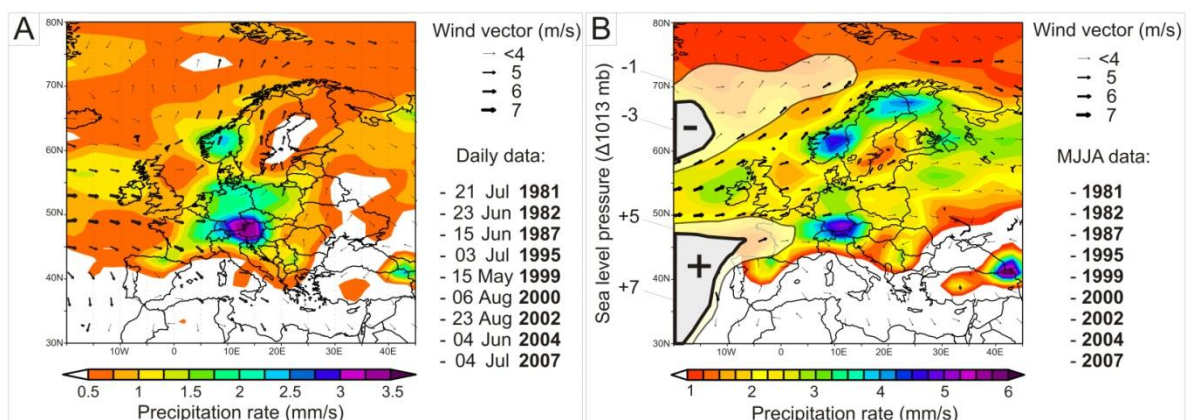 A
80N
70N
60N
50N
40N
30N
10W 0 10E 20E 30E 40E
0.5 1 1.5 2 2.5 3 3.5
Precipitation rate (mm/s)
Wind vector (m/s)
<4
5
6
7
Daily data:
- 21 Jul 1981
- 23 Jun 1982
- 15 Jun 1987
- 03 Jul 1995
- 15 May 1999
- 06 Aug 2000
- 23 Aug 2002
- 04 Jun 2004
- 04 Jul 2007
B
Sea level pressure (Δ1013 mb)
-1
-3
+5
+7
80N
70N
60N
50N
40N
30N
-
+
10W 0 10E 20E 30E 40E
1 2 3 4 5 6
Precipitation rate (mm/s)
Wind vector (m/s)
<4
5
6
7
MJJA data:
- 1981
- 1982
- 1987
- 1995
- 1999
- 2000
- 2002
- 2004
- 2007